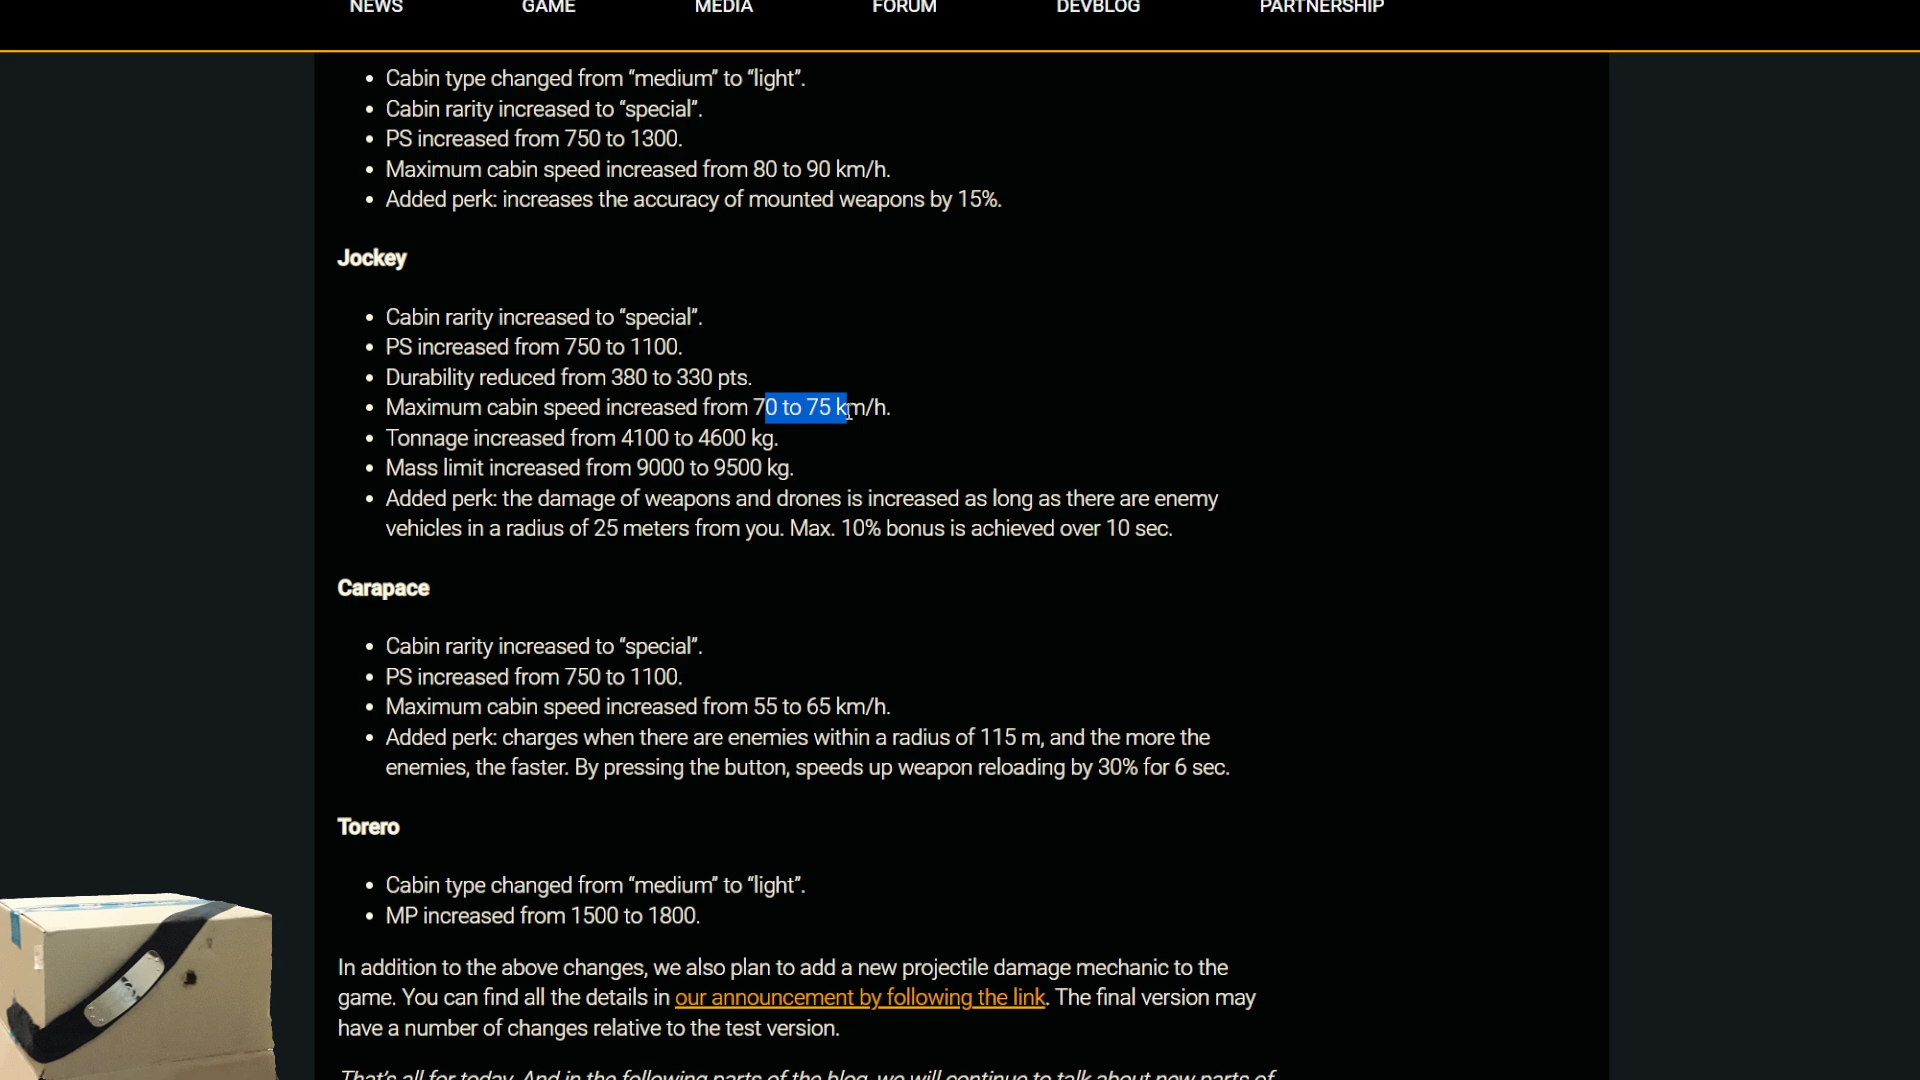 NEWS GAME MEDIA FORUM DEVBLOG PARTNERSHIP
• Cabin type changed from “medium” to “light”.
• Cabin rarity increased to “special”.
• PS increased from 750 to 1300.
• Maximum cabin speed increased from 80 to 90 km/h.
• Added perk: increases the accuracy of mounted weapons by 15%.
Jockey
• Cabin rarity increased to “special”.
• PS increased from 750 to 1100.
• Durability reduced from 380 to 330 pts.
• Maximum cabin speed increased from 70 to 75 km/h.
• Tonnage increased from 4100 to 4600 kg.
• Mass limit increased from 9000 to 9500 kg.
• Added perk: the damage of weapons and drones is increased as long as there are enemy
vehicles in a radius of 25 meters from you. Max. 10% bonus is achieved over 10 sec.
Carapace
• Cabin rarity increased to “special”.
• PS increased from 750 to 1100.
• Maximum cabin speed increased from 55 to 65 km/h.
• Added perk: charges when there are enemies within a radius of 115 m, and the more the
enemies, the faster. By pressing the button, speeds up weapon reloading by 30% for 6 sec.
Torero
• Cabin type changed from “medium” to “light”.
• MP increased from 1500 to 1800.
In addition to the above changes, we also plan to add a new projectile damage mechanic to the
game. You can find all the details in our announcement by following the link. The final version may
have a number of changes relative to the test version.
That's all for today. And in the following parts of the blog, we will continue to talk about new parts of